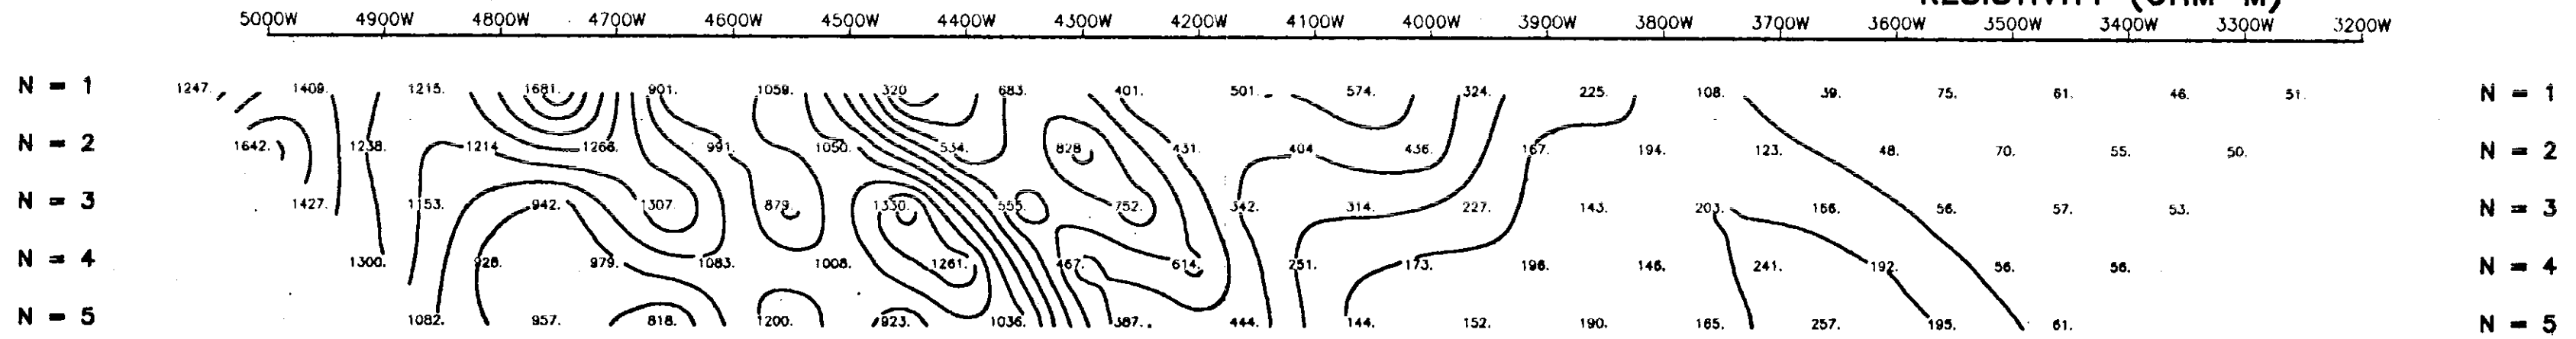 RESISTIVITY (OHM-M)
5000W 4900W 4800W 4700W 4600W 4500W 4400W 4300W 4200W 4100W 4000W 3900W 3800W 3700W 3600W 3500W 3400W 3300W 3200W
N = 1 1247. 1409. 1215. 1681. 901. 1059. 320 683. 401. 501. 574. 324. 225. 108. 39. 75. 61. 46. 51. N = 1
N = 2 1642. 1238. 1214 1266. 991. 1050. 534. 828 431. 404 436. 167. 194. 123. 48. 70. 55. 50. N = 2
N = 3 1427. 1153. 942. 1307. 879. 1330. 555. 752. 342. 314. 227. 143. 203. 166. 56. 57. 53. N = 3
N = 4 1300. 928. 979. 1083. 1008. 1261. 467. 614. 251. 173. 196. 146. 241. 192. 56. 56. N = 4
N = 5 1082. 957. 818. 1200. 923. 1036. 387. 444. 144. 152. 190. 165. 257. 195. 61. N = 5